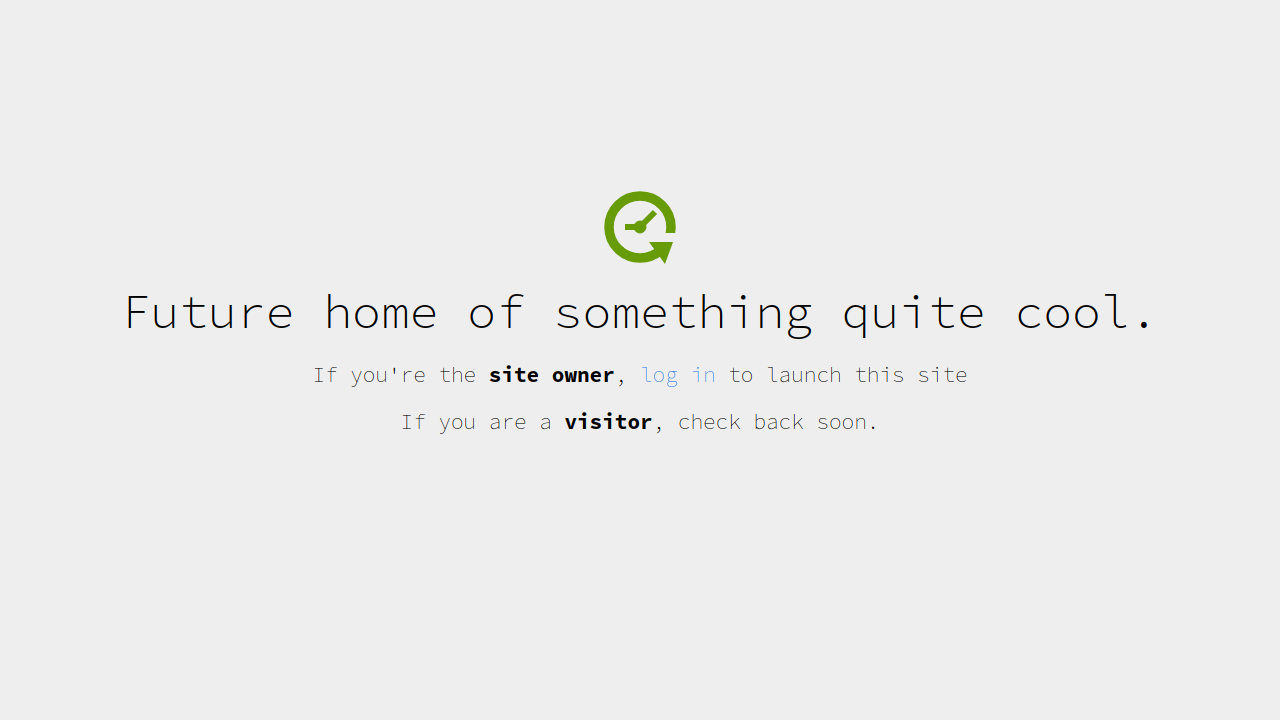 Future home of something quite cool.
If you're the site owner, log in to launch this site
If you are a visitor, check back soon.